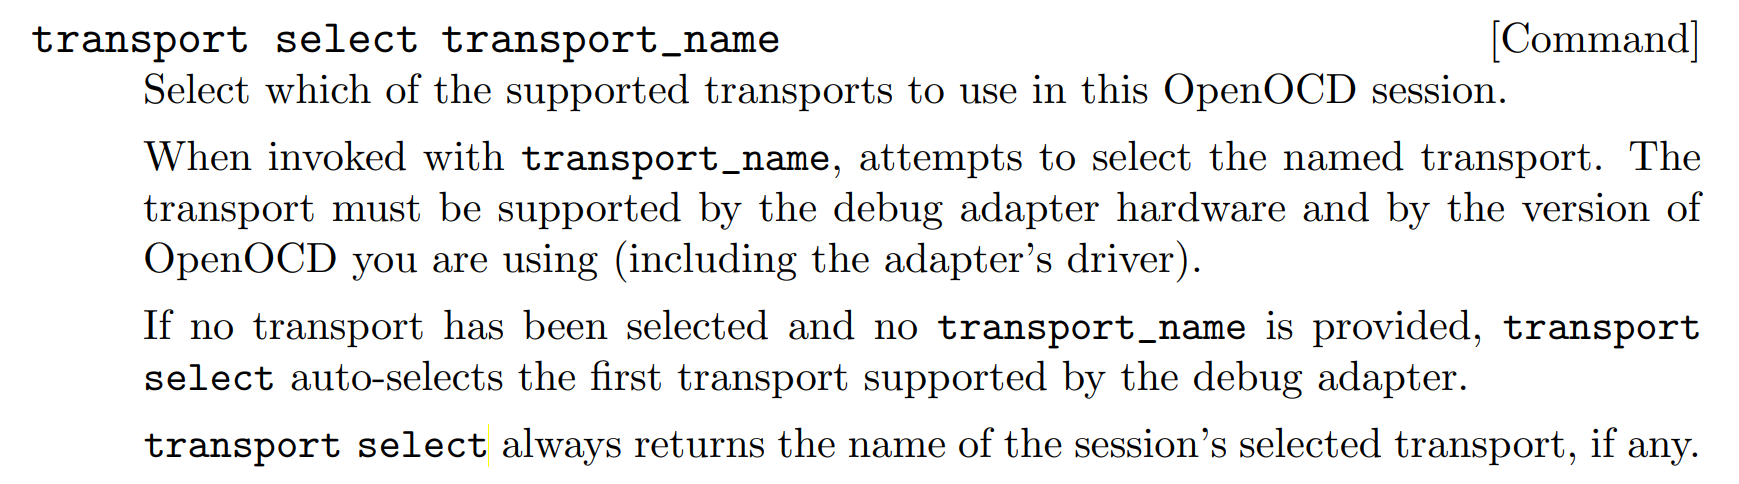 transport select transport_name [Command]
Select which of the supported transports to use in this OpenOCD session.
When invoked with transport_name, attempts to select the named transport. The
transport must be supported by the debug adapter hardware and by the version of
OpenOCD you are using (including the adapter’s driver).
If no transport has been selected and no transport_name is provided, transport
select auto-selects the first transport supported by the debug adapter.
transport select always returns the name of the session’s selected transport, if any.